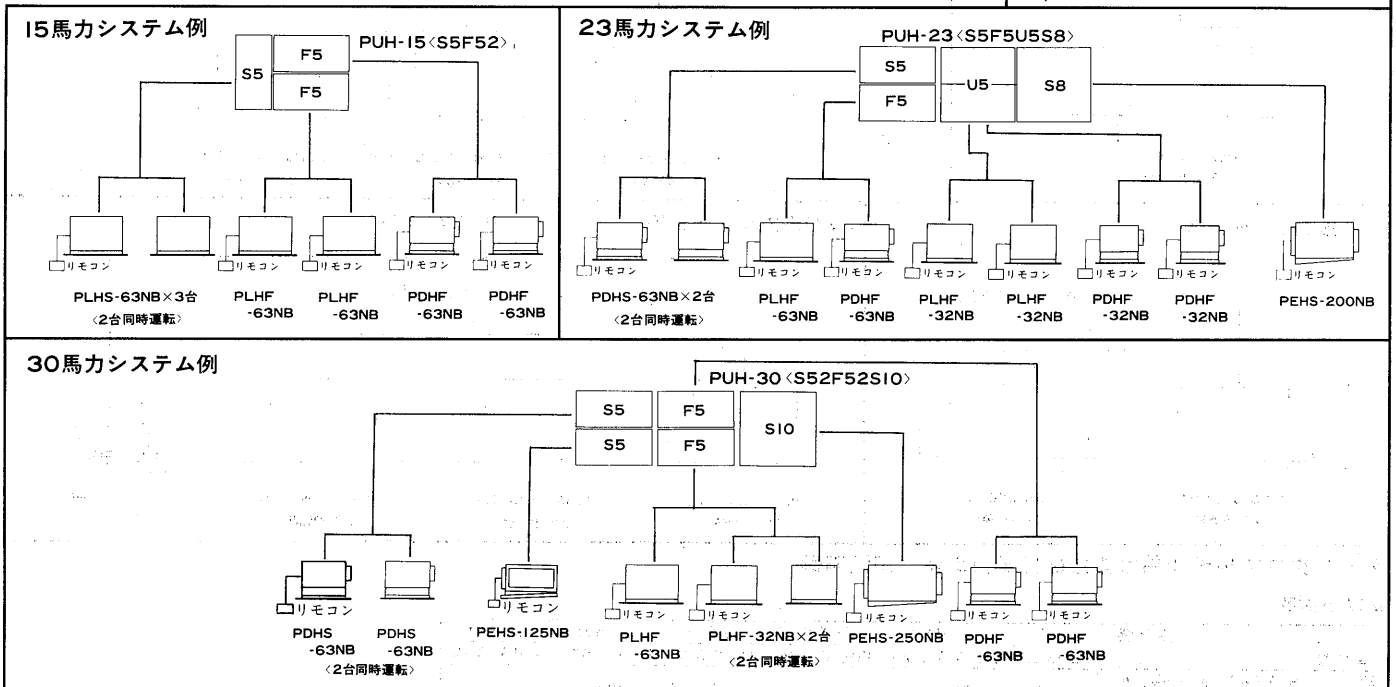 15馬力システム例
PUH-15〈S5F52〉
S5
F5
F5
リモコン
リモコン
リモコン
リモコン
リモコン
PLHS-63NB×3台
〈2台同時運転〉
PLHF
-63NB
PLHF
-63NB
PDHF
-63NB
PDHF
-63NB
23馬力システム例
PUH-23〈S5F5U5S8〉
S5
F5
U5
S8
リモコン
リモコン
リモコン
リモコン
リモコン
リモコン
リモコン
リモコン
PDHS-63NB×2台
〈2台同時運転〉
PLHF
-63NB
PDHF
-63NB
PLHF
-32NB
PLHF
-32NB
PDHF
-32NB
PDHF
-32NB
PEHS-200NB
30馬力システム例
PUH-30〈S52F52S10〉
S5
F5
S10
S5
F5
リモコン
リモコン
リモコン
リモコン
リモコン
リモコン
リモコン
PDHS
-63NB
PDHS
-63NB
〈2台同時運転〉
PEHS-125NB
PLHF
-63NB
PLHF-32NB×2台
〈2台同時運転〉
PEHS-250NB
PDHF
-63NB
PDHF
-63NB